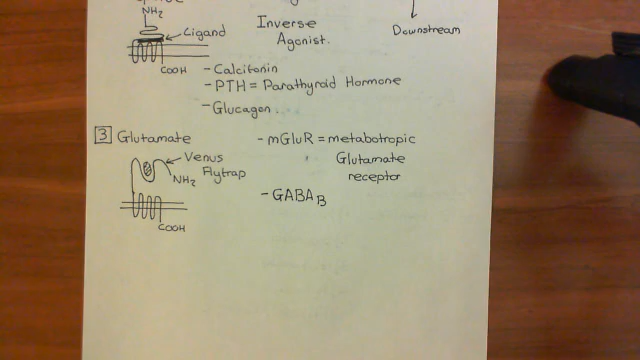 NH2
Ligand
COOH
Inverse
Agonist.
Downstream
- Calcitonin
- PTH = Parathyroid Hormone
- Glucagon..
3 Glutamate
Venus
Flytrap
NH2
COOH
- mGluR = metabotropic
Glutamate
receptor
- GABAB